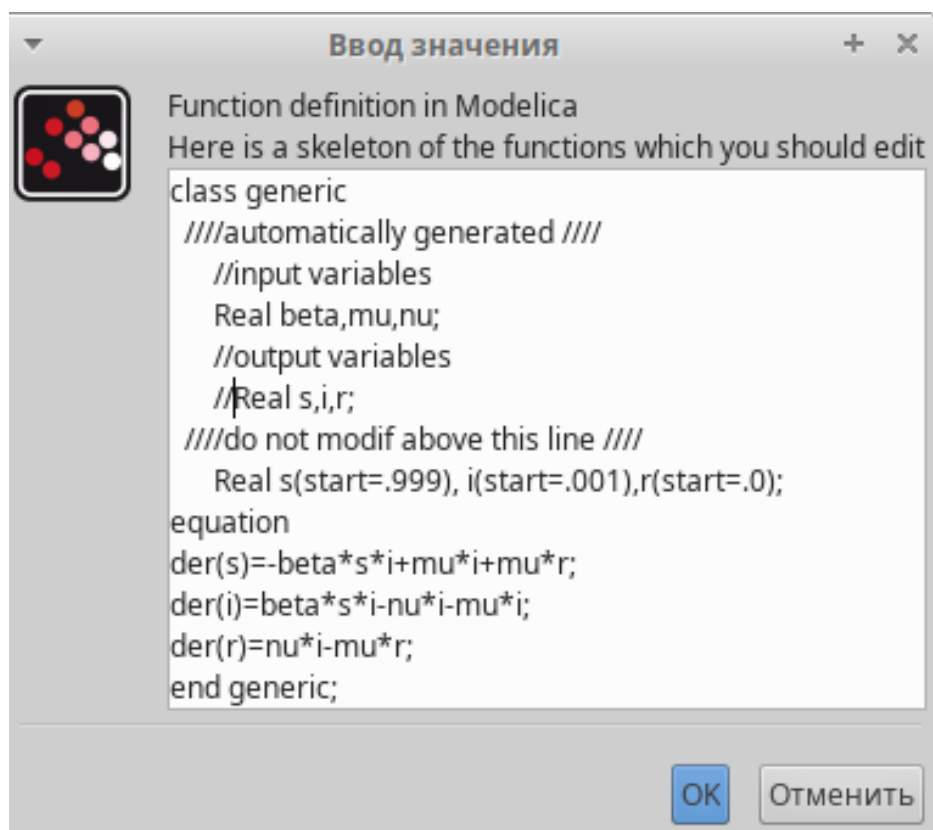 Ввод значения
Function definition in Modelica
Here is a skeleton of the functions which you should edit
class generic
////automatically generated ////
//input variables
Real beta,mu,nu;
//output variables
//Real s,i,r;
////do not modif above this line ////
Real s(start=.999), i(start=.001),r(start=.0);
equation
der(s)=-beta*s*i+mu*i+mu*r;
der(i)=beta*s*i-nu*i-mu*i;
der(r)=nu*i-mu*r;
end generic;
OK
Отменить